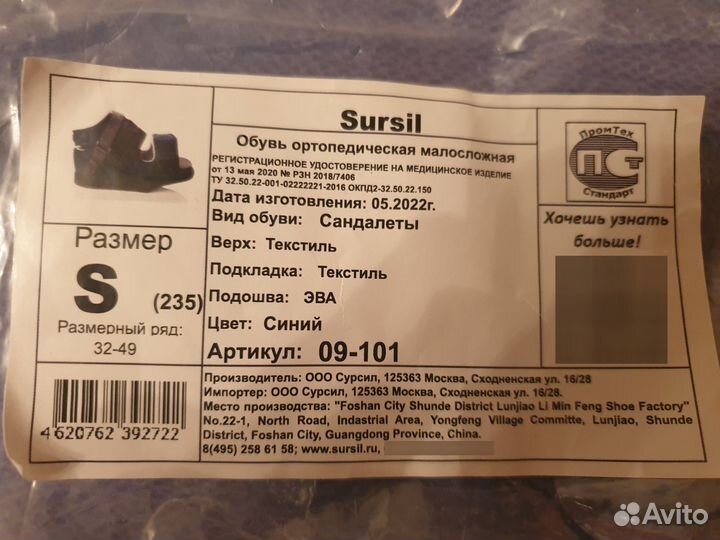 Sursil
Обувь ортопедическая малосложная
РЕГИСТРАЦИОННОЕ УДОСТОВЕРЕНИЕ НА МЕДИЦИНСКОЕ ИЗДЕЛИЕ
от 13 мая 2020 № РЗН 2018/7406
ТУ 32.50.22-001-02222221-2016 ОКПД2-32.50.22.150
Дата изготовления: 05.2022г.
Вид обуви: Сандалеты
Верх: Текстиль
Подкладка: Текстиль
Подошва: ЭВА
Цвет: Синий
Артикул: 09-101
Размер
S (235)
Размерный ряд:
32-49
ПромТех
ПСТ
Стандарт
Хочешь узнать
больше!
4 620762 392722
Производитель: ООО Сурсил, 125363 Москва, Сходненская ул. 16/28
Импортер: ООО Сурсил, 125363 Москва, Сходненская ул. 16/28.
Место производства: "Foshan City Shunde District Lunjiao Li Min Feng Shoe Factory"
No.22-1, North Road, Indastrial Area, Yongfeng Village Committe, Lunjiao, Shunde
District, Foshan City, Guangdong Province, China.
8(495) 258 61 58; www.sursil.ru,
Avito